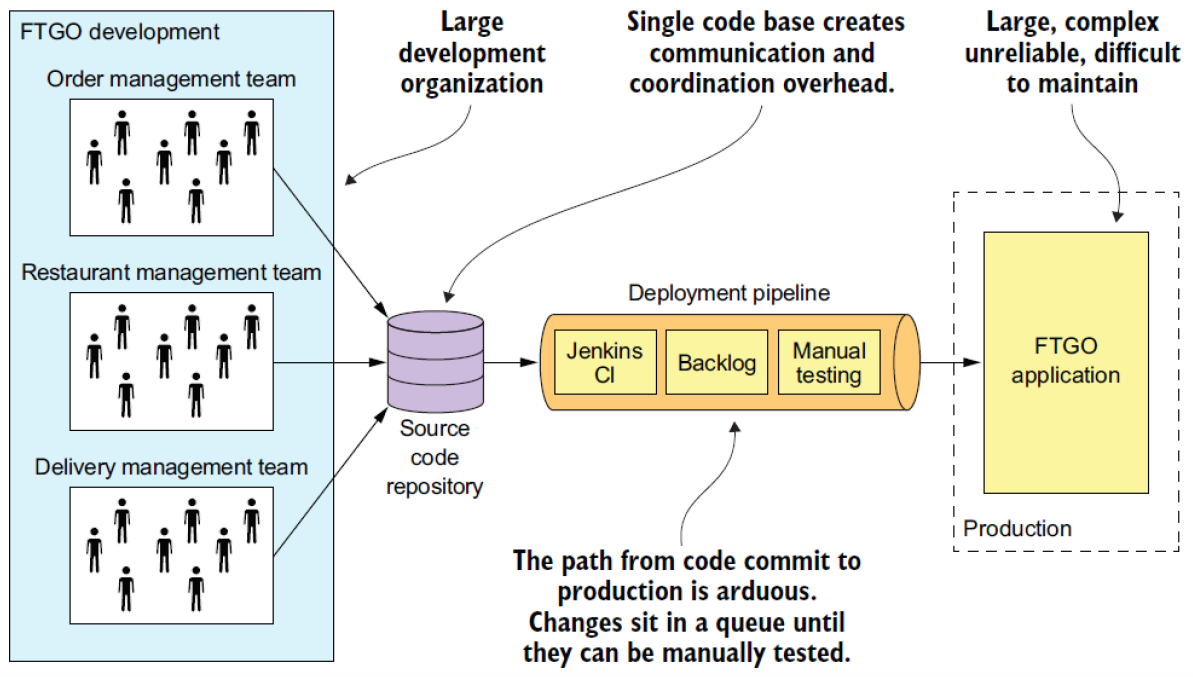 FTGO development
Order management team
Restaurant management team
Delivery management team
Large
development
organization
Single code base creates
communication and
coordination overhead.
Large, complex
unreliable, difficult
to maintain
Source
code
repository
Deployment pipeline
Jenkins
CI
Backlog
Manual
testing
FTGO
application
Production
The path from code commit to
production is arduous.
Changes sit in a queue until
they can be manually tested.